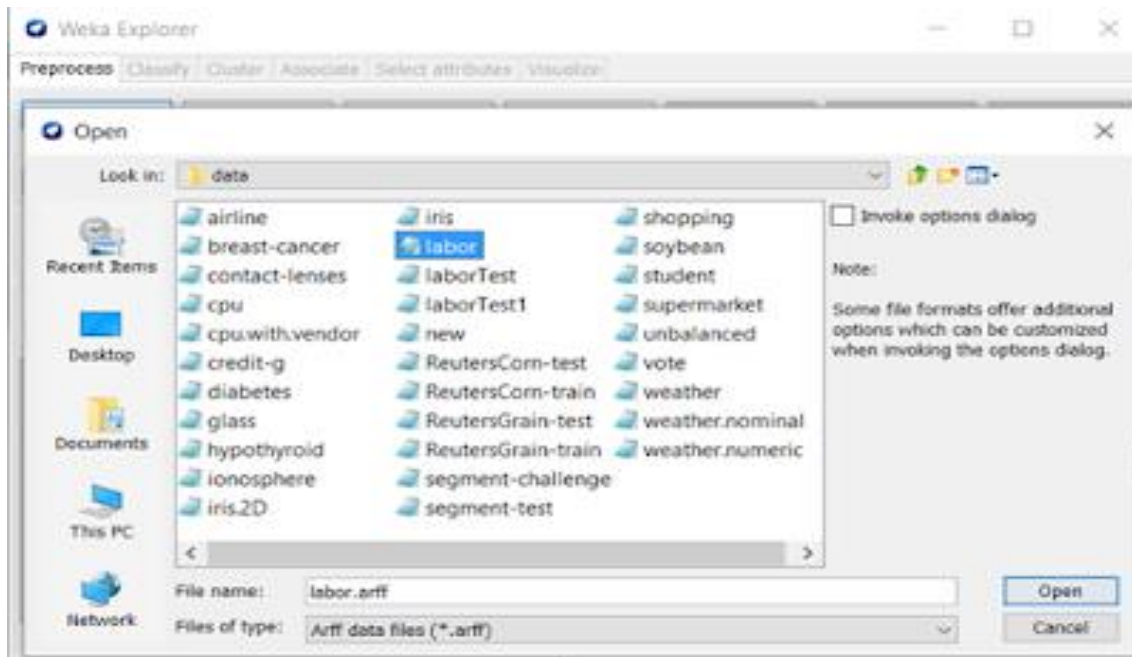 Weka Explorer
Preprocess Classify Cluster Associate Select attributes Visualize
Open
Look in: data
airline
breast-cancer
contact-lenses
cpu
cpu.with.vendor
credit-g
diabetes
glass
hypothyroid
ionosphere
iris.2D
iris
labor
laborTest
laborTest1
new
ReutersCorn-test
ReutersCorn-train
ReutersGrain-test
ReutersGrain-train
segment-challenge
segment-test
shopping
soybean
student
supermarket
unbalanced
vote
weather
weather.nominal
weather.numeric
Recent Items
Desktop
Documents
This PC
Network
Invoke options dialog
Note:
Some file formats offer additional
options which can be customized
when invoking the options dialog.
File name: labor.arff
Open
Files of type: Arff data files (*.arff)
Cancel